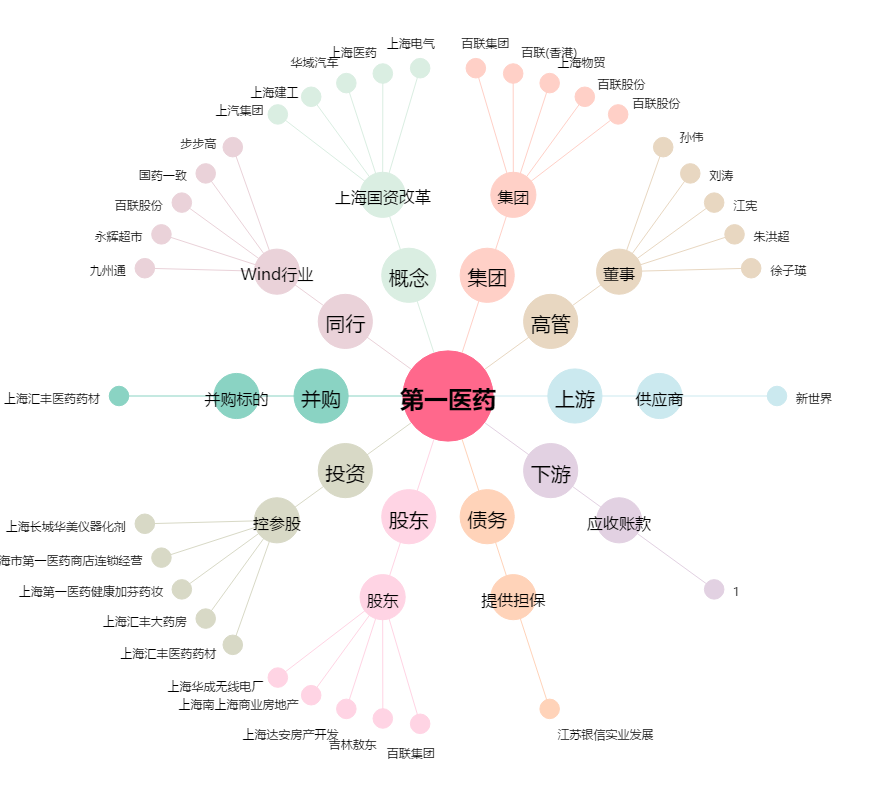 上海电气
百联集团
上海医药
百联(香港)
华域汽车
上海物贸
上海建工
百联股份
上汽集团
百联股份
步步高
孙伟
国药一致
刘涛
上海国资改革
集团
百联股份
江宪
永辉超市
朱洪超
九州通
Wind行业
概念
集团
董事
徐子瑛
同行
高管
上海汇丰医药药材
并购标的
并购
第一医药
上游
供应商
新世界
投资
下游
上海长城华美仪器化剂
控参股
股东
债务
应收账款
海市第一医药商店连锁经营
上海第一医药健康加芬药妆
1
股东
提供担保
上海汇丰大药房
上海汇丰医药药材
上海华成无线电厂
上海南上海商业房地产
上海达安房产开发
江苏银信实业发展
吉林敖东
百联集团